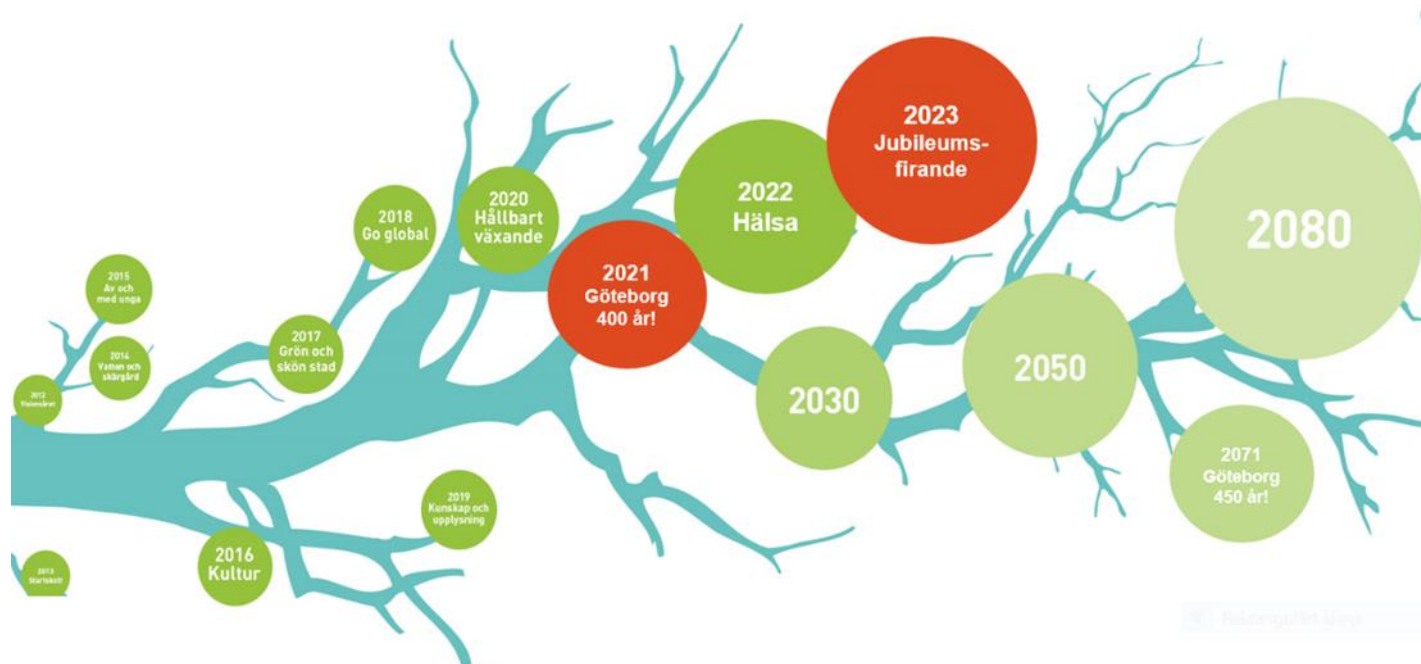 2012
Visionåret
2013
Startskott
2014
Vatten och
skärgård
2015
Av och
med unga
2016
Kultur
2017
Grön och
skön stad
2018
Go global
2019
Kunskap och
upplysning
2020
Hållbart
växande
2021
Göteborg
400 år!
2022
Hälsa
2023
Jubileums-
firande
2030
2050
2071
Göteborg
450 år!
2080